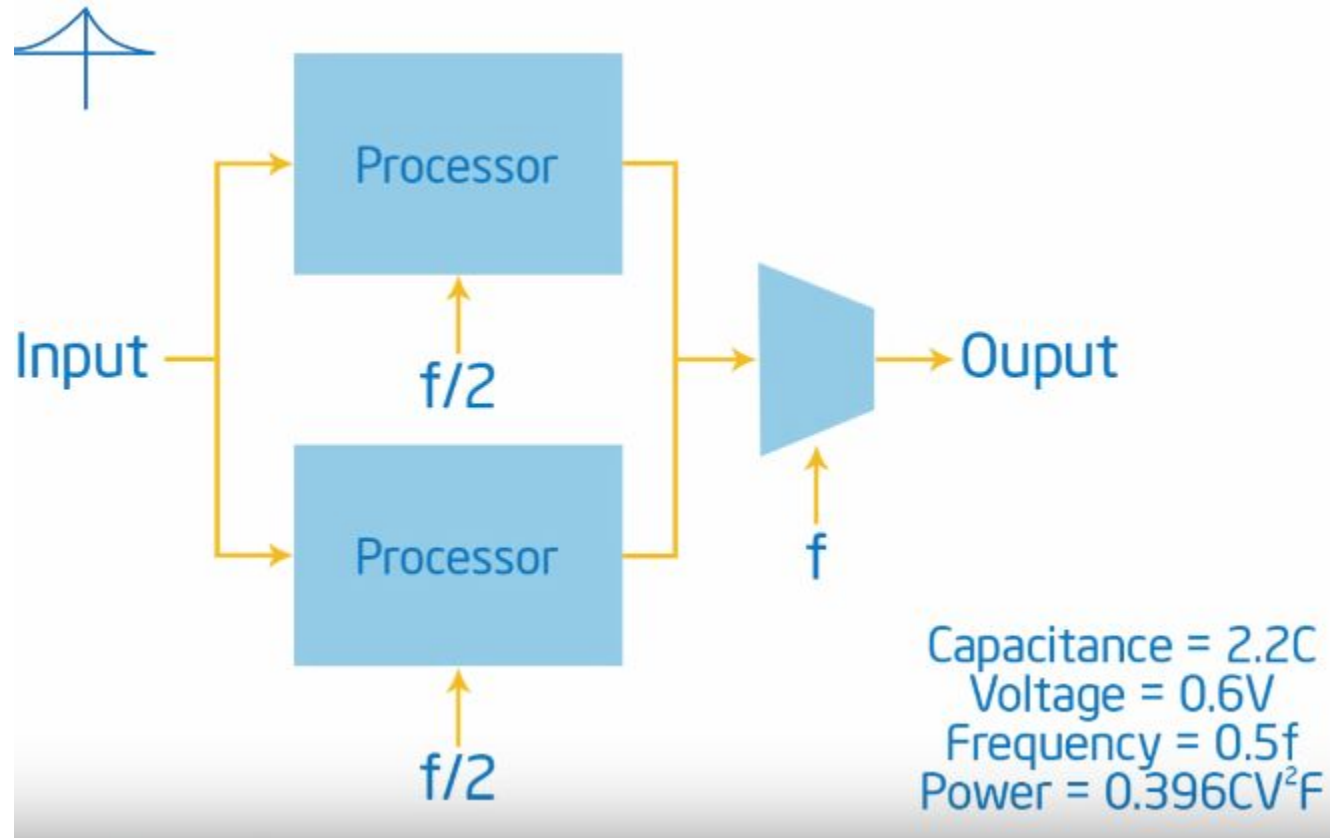 Processor
Input
f/2
Ouput
Processor
f
f/2
Capacitance = 2.2C
Voltage = 0.6V
Frequency = 0.5f
Power = 0.396CV²F